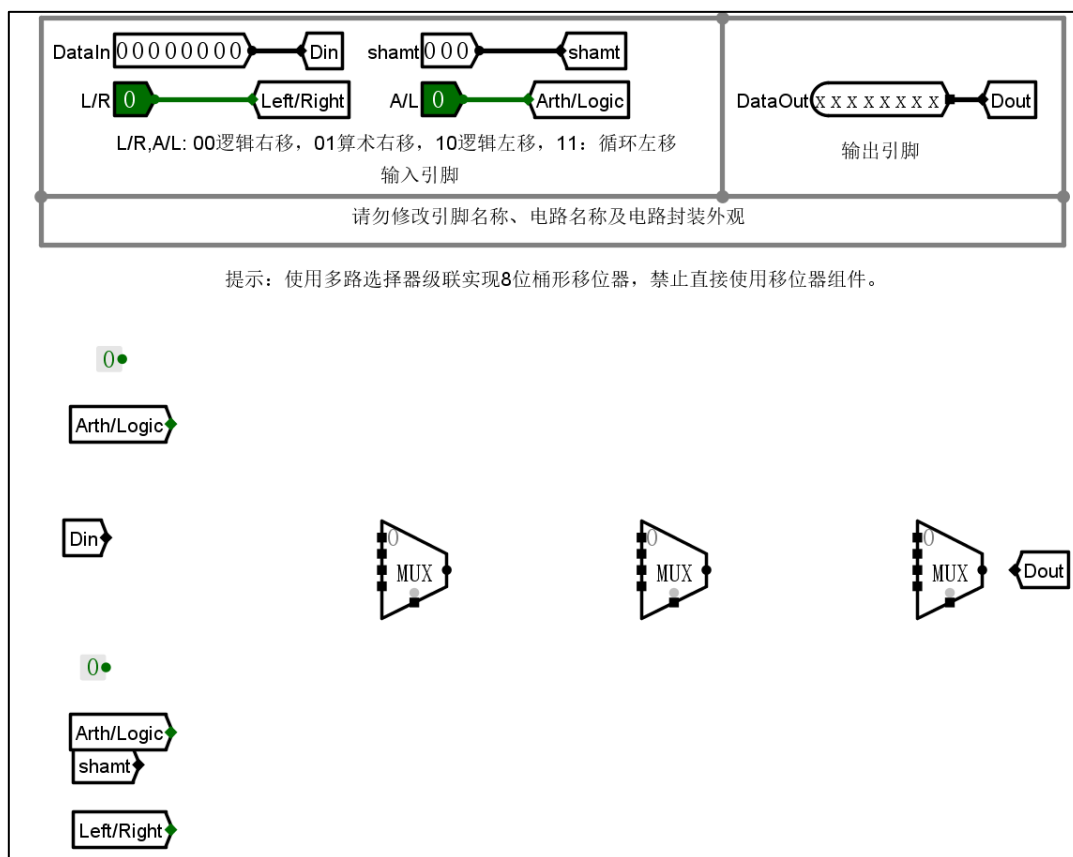 DataIn 00000000 Din shamt 000 shamt
L/R 0 Left/Right A/L 0 Arth/Logic
L/R,A/L: 00逻辑右移，01算术右移，10逻辑左移，11：循环左移
输入引脚
DataOut xxxxxxxx Dout
输出引脚
请勿修改引脚名称、电路名称及电路封装外观
提示：使用多路选择器级联实现8位桶形移位器，禁止直接使用移位器组件。
0
Arth/Logic
Din
0 MUX
0 MUX
0 MUX
Dout
0
Arth/Logic
shamt
Left/Right